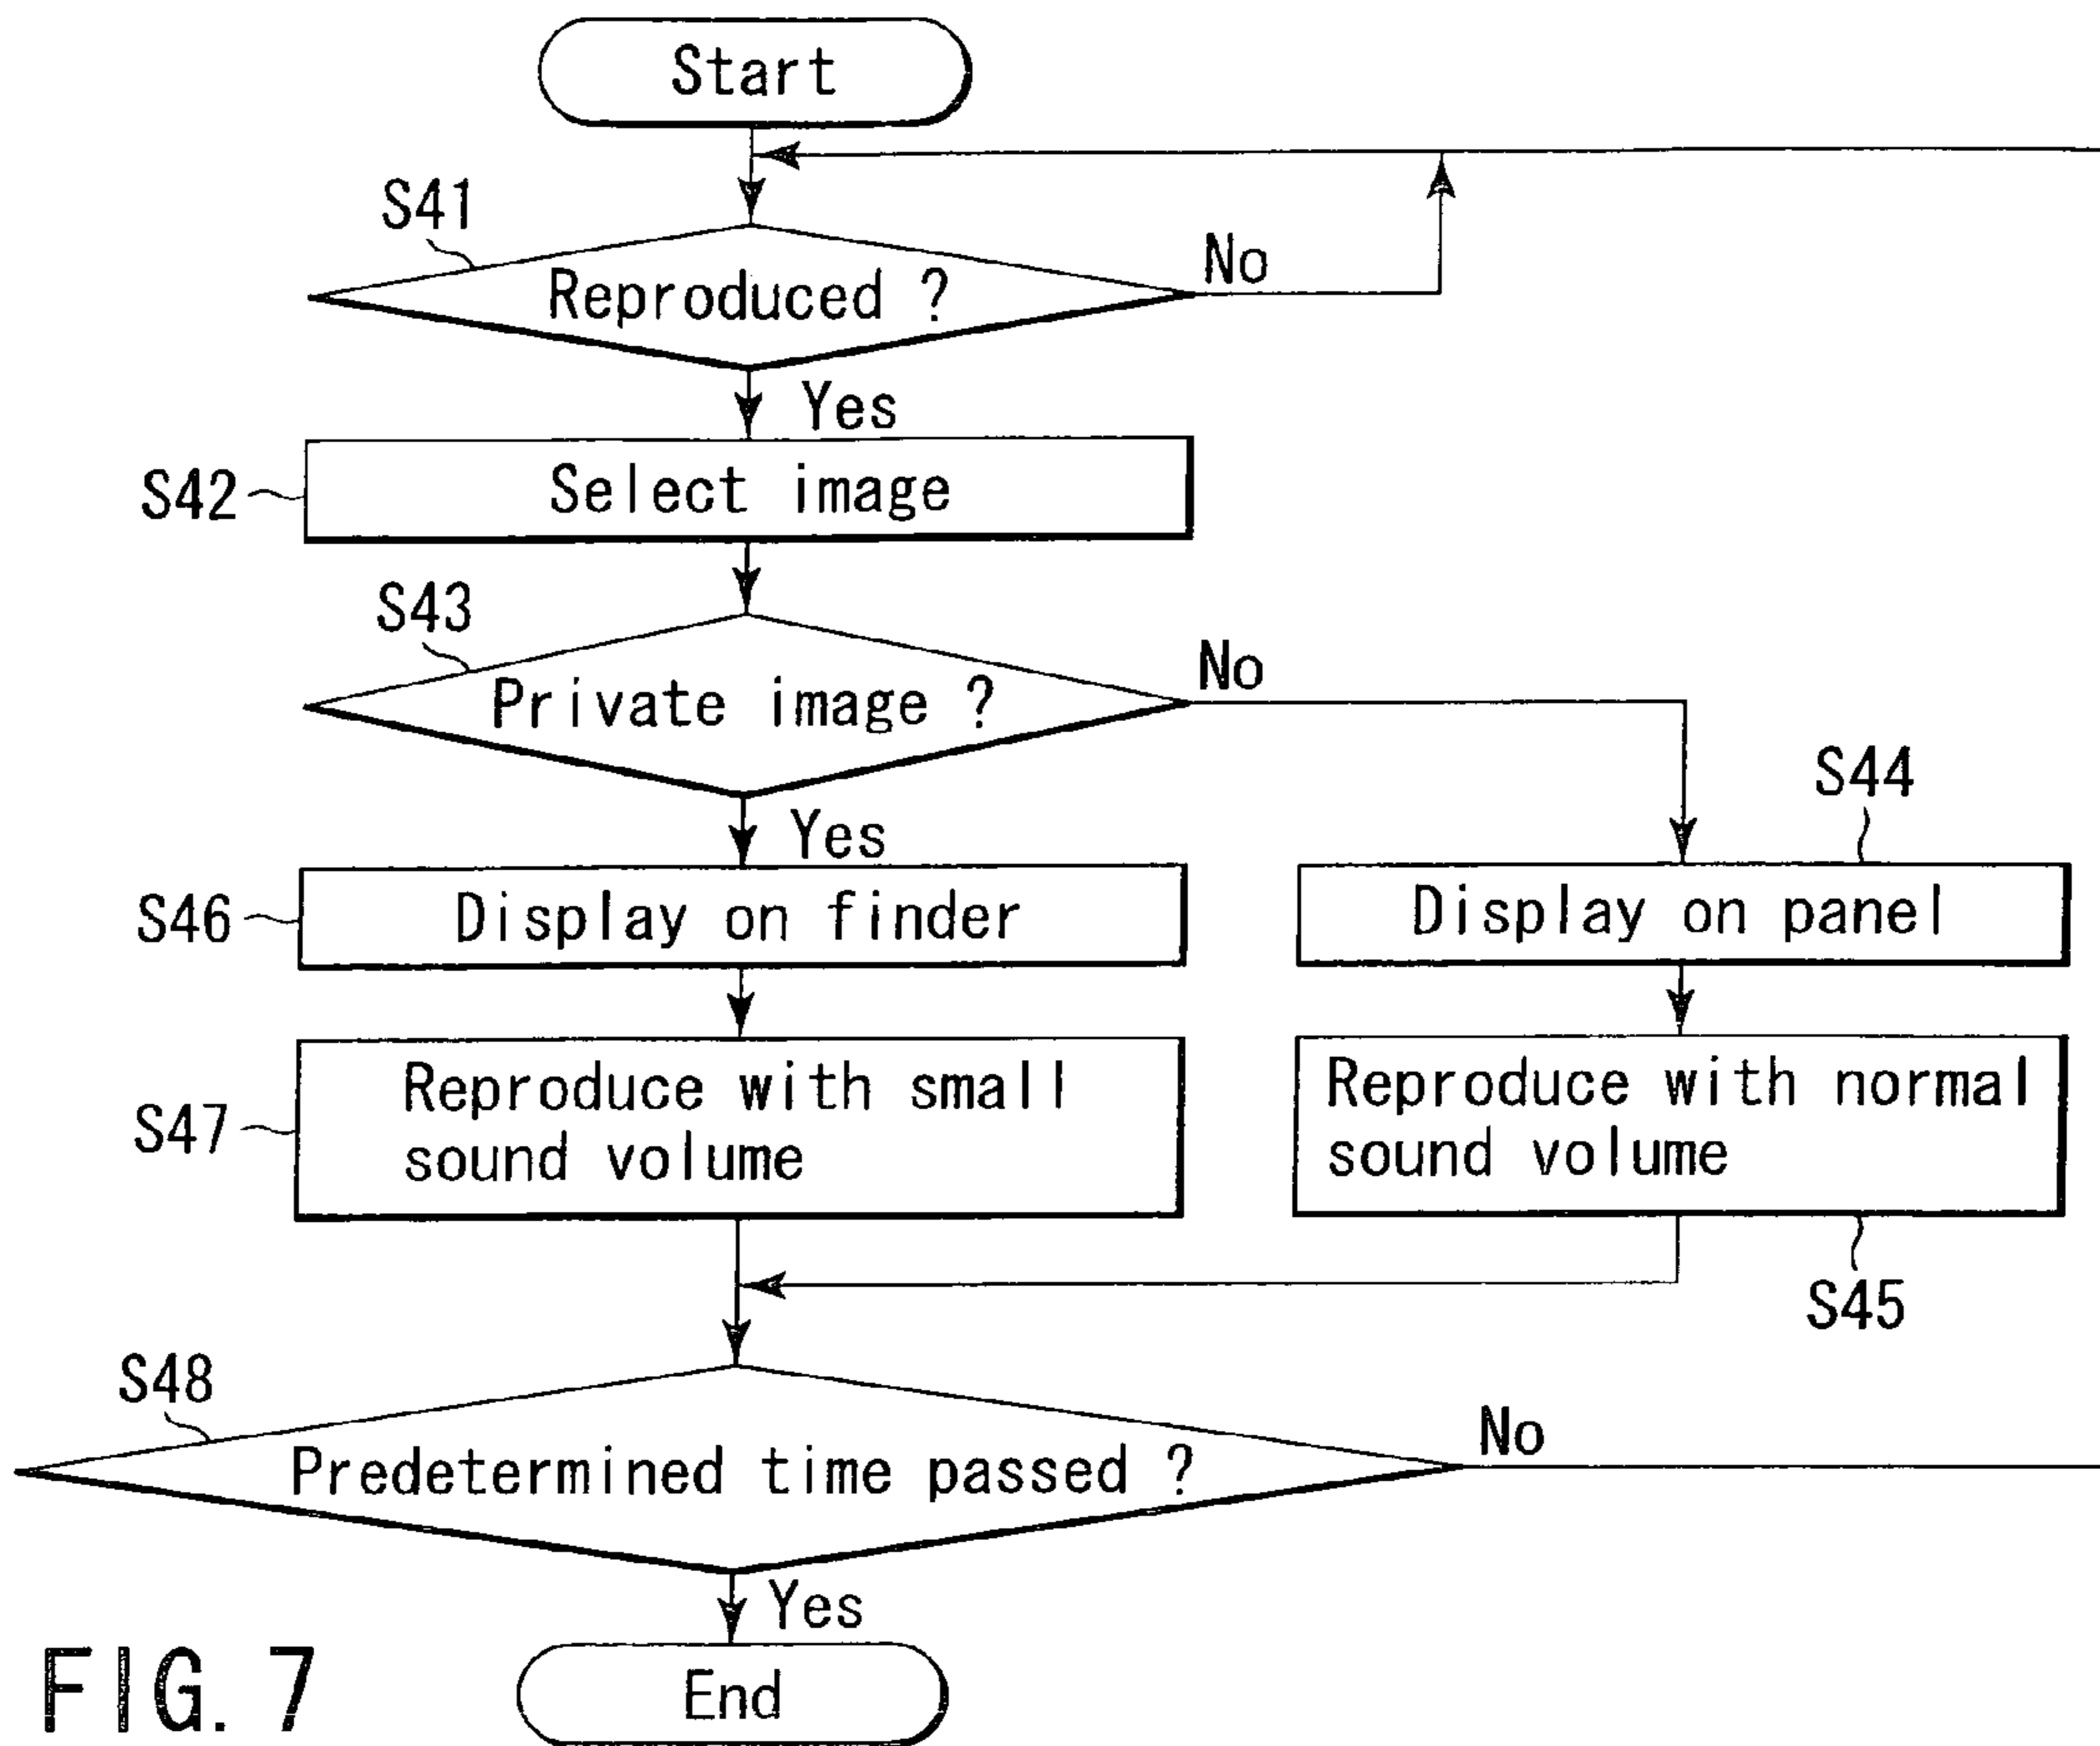 Start
S41
Reproduced ?
No
Yes
S42
Select image
S43
Private image ?
No
Yes
S44
S46
Display on finder
Display on panel
S47
Reproduce with small
sound volume
Reproduce with normal
sound volume
S45
S48
Predetermined time passed ?
No
Yes
End
FIG. 7